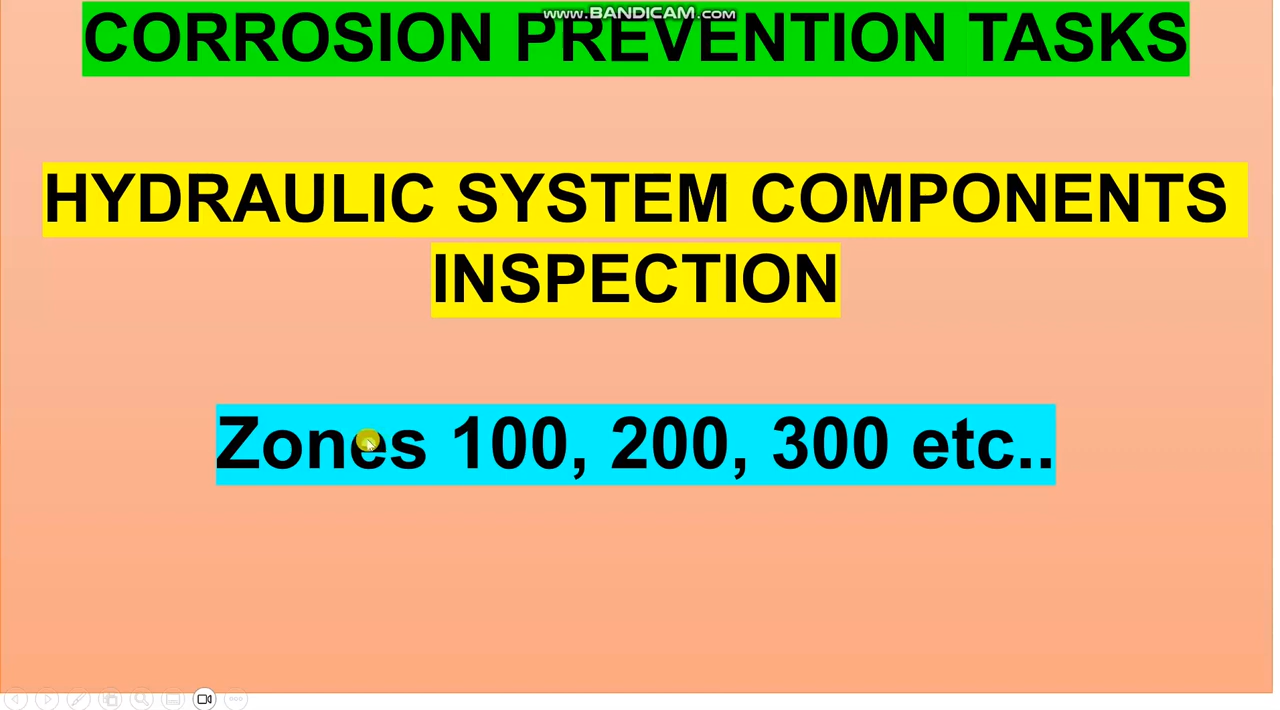 www.BANDICAM.com
CORROSION PREVENTION TASKS
HYDRAULIC SYSTEM COMPONENTS
INSPECTION
Zones 100, 200, 300 etc..